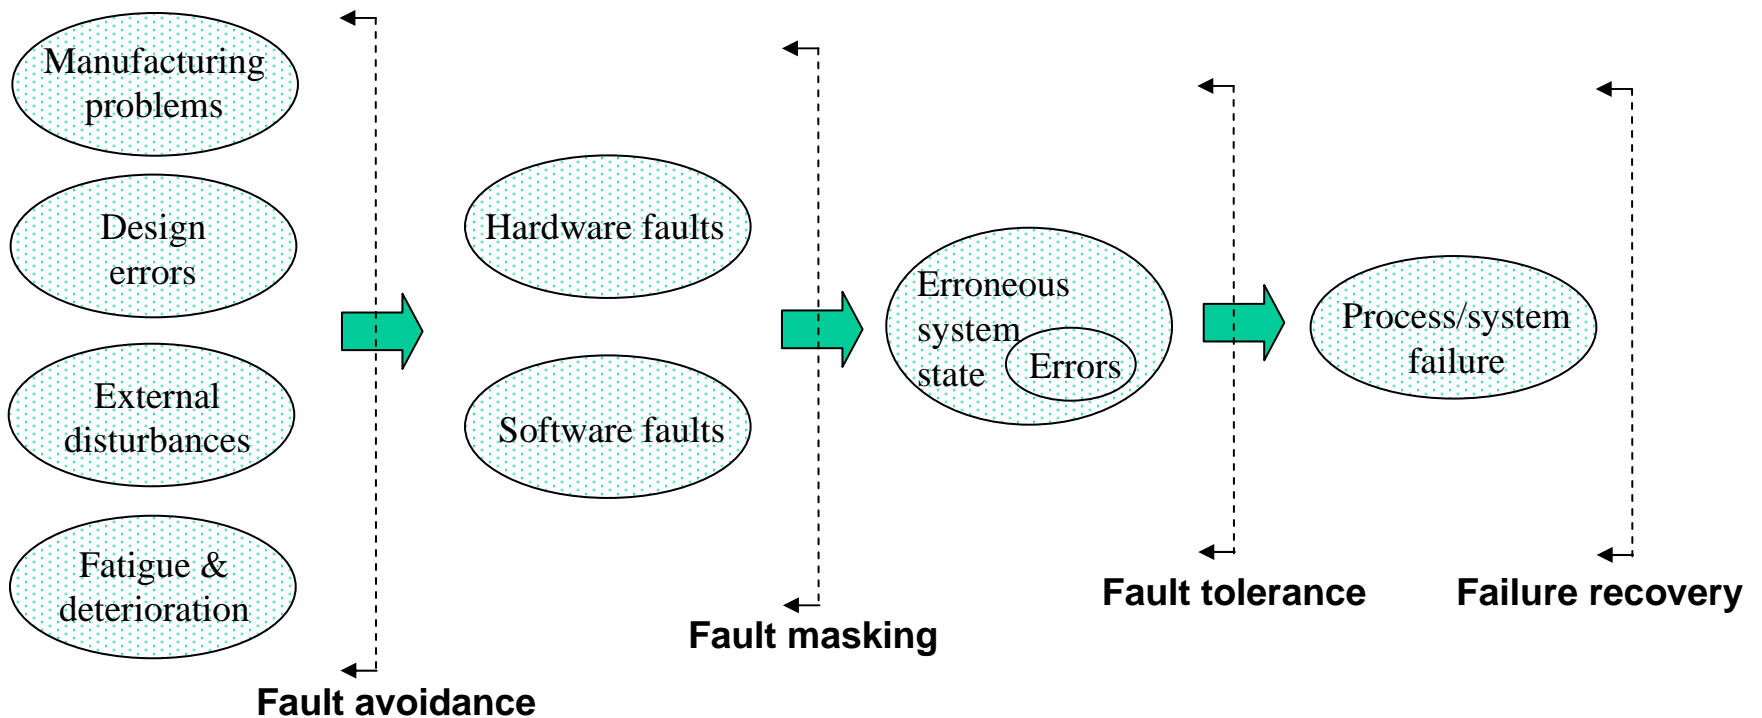 Manufacturing
problems
Design
errors
External
disturbances
Fatigue &
deterioration
Fault avoidance
Hardware faults
Software faults
Fault masking
Erroneous
system
state
Errors
Fault tolerance
Process/system
failure
Failure recovery